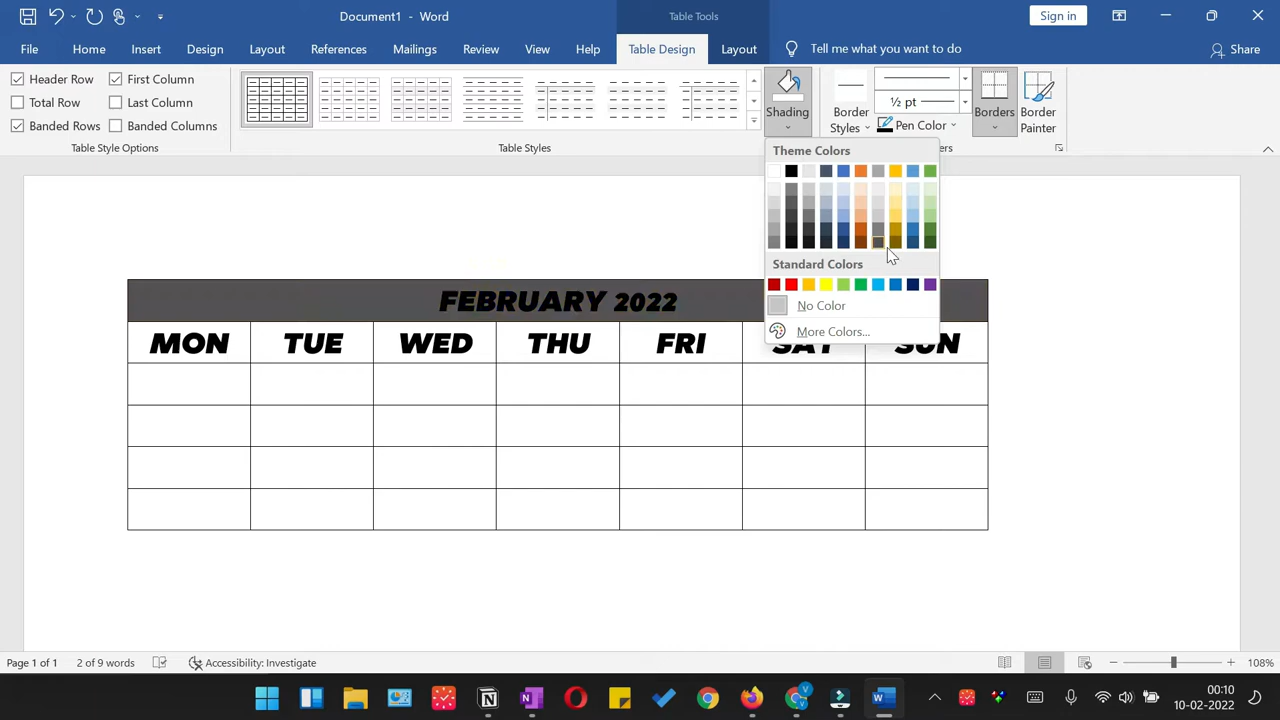 Document1 - Word
Table Tools
Sign in
File
Home
Insert
Design
Layout
References
Mailings
Review
View
Help
Table Design
Layout
Tell me what you want to do
Share
Header Row
First Column
Total Row
Last Column
Banded Rows
Banded Columns
Table Style Options
Table Styles
Shading
Border Styles
½ pt
Pen Color
Borders
Border Painter
Theme Colors
Standard Colors
No Color
More Colors...
FEBRUARY 2022
MON TUE WED THU FRI SAT SUN
Page 1 of 1
2 of 9 words
Accessibility: Investigate
108%
00:10
10-02-2022